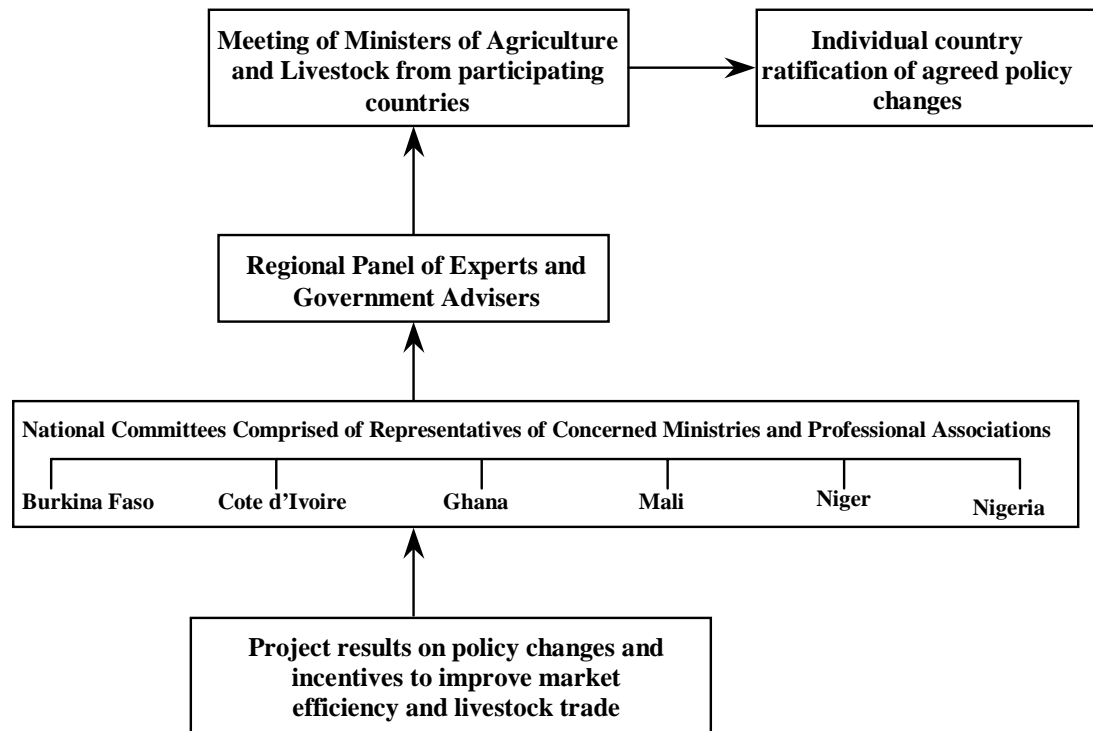 Meeting of Ministers of Agriculture
and Livestock from participating
countries
Individual country
ratification of agreed policy
changes
Regional Panel of Experts and
Government Advisers
National Committees Comprised of Representatives of Concerned Ministries and Professional Associations
Burkina Faso
Cote d’Ivoire
Ghana
Mali
Niger
Nigeria
Project results on policy changes and
incentives to improve market
efficiency and livestock trade